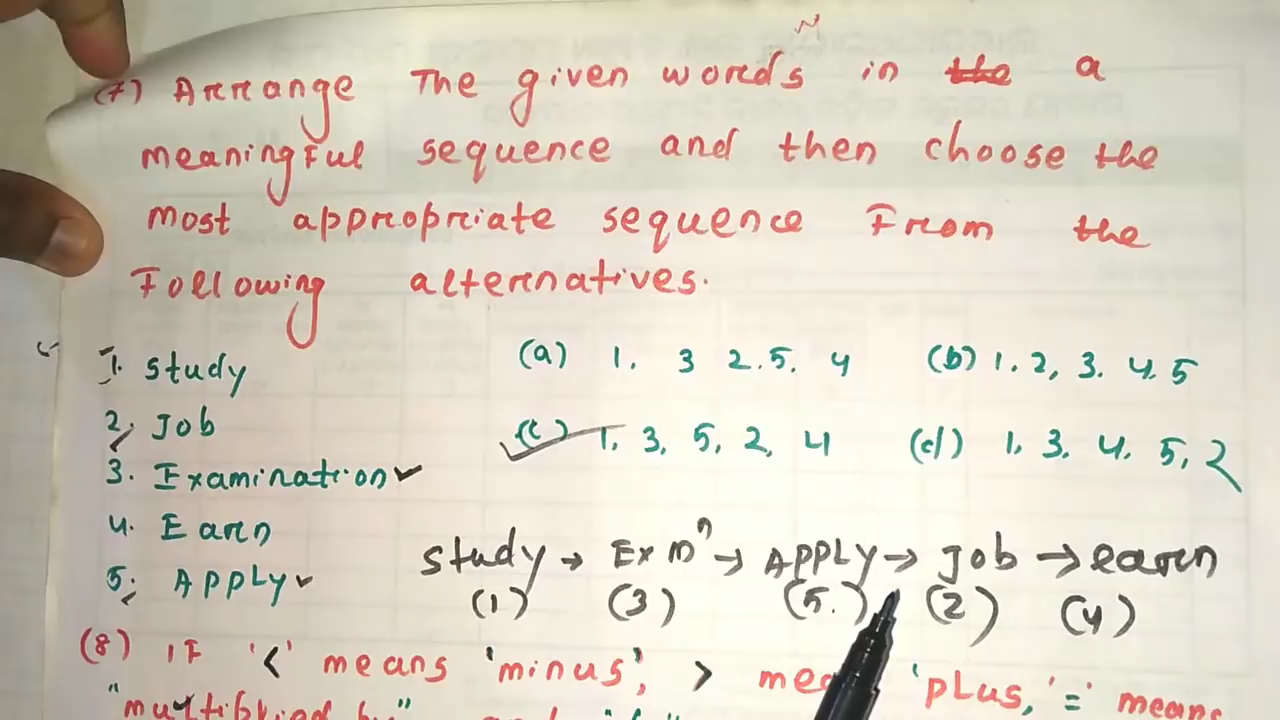 (7) Arrange The given words in the a
meaningful sequence and then choose the
most appropriate sequence From the
Following alternatives.
1. Study (a) 1. 3 2. 5. 4 (b) 1. 2, 3. 4. 5
2. Job (c) 1, 3, 5, 2, 4 (d) 1. 3. 4. 5, 2
3. Examination
4. Earn
5. Apply
Study → Exmⁿ → Apply → Job → earn
(1) (3) (5.) (2) (4)
(8) IF '<' means 'minus', > 'plus,' '=' means